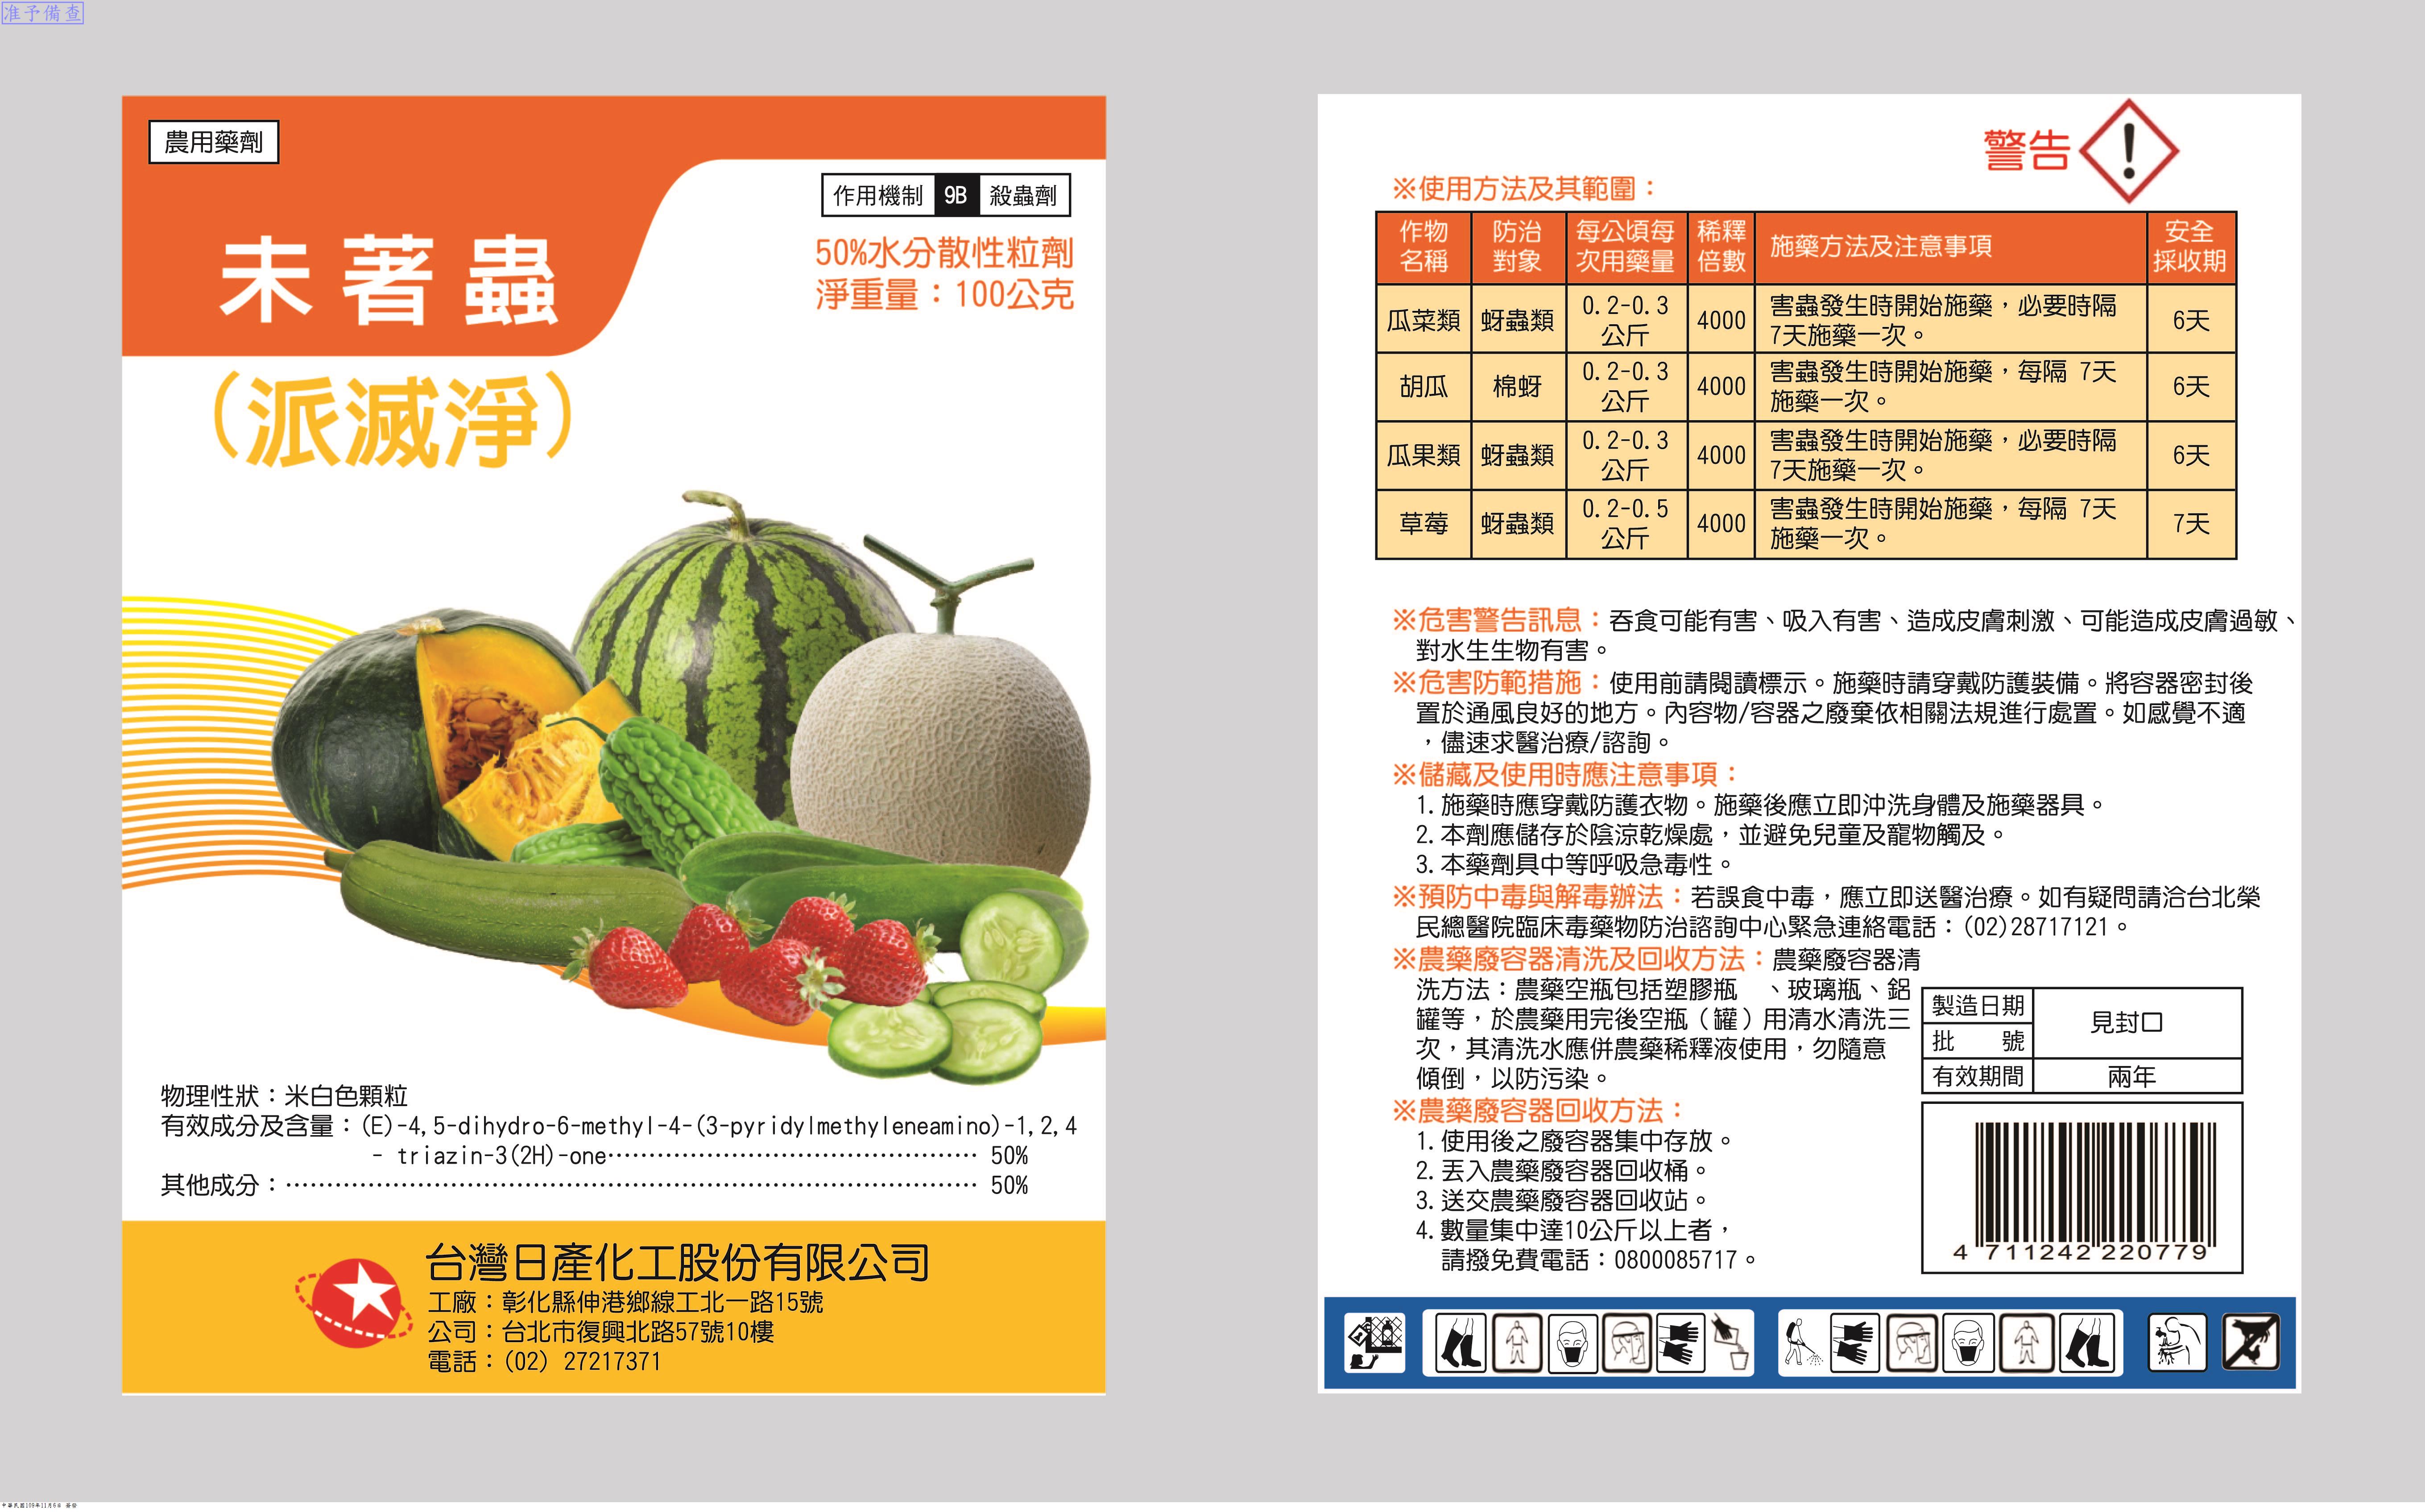 准予備查
農用藥劑
作用機制 9B 殺蟲劑
未著蟲
50%水分散性粒劑
淨重量：100公克
（派滅淨）
物理性狀：米白色顆粒
有效成分及含量：(E)-4,5-dihydro-6-methyl-4-(3-pyridylmethyleneamino)-1,2,4
- triazin-3(2H)-one………………………………………… 50%
其他成分：……………………………………………………………………………… 50%
台灣日產化工股份有限公司
工廠：彰化縣伸港鄉線工北一路15號
公司：台北市復興北路57號10樓
電話：(02) 27217371
警告
※使用方法及其範圍：
作物名稱 防治對象 每公頃每次用藥量 稀釋倍數 施藥方法及注意事項 安全採收期
瓜菜類 蚜蟲類 0.2-0.3公斤 4000 害蟲發生時開始施藥，必要時隔7天施藥一次。 6天
胡瓜 棉蚜 0.2-0.3公斤 4000 害蟲發生時開始施藥，每隔 7天施藥一次。 6天
瓜果類 蚜蟲類 0.2-0.3公斤 4000 害蟲發生時開始施藥，必要時隔7天施藥一次。 6天
草莓 蚜蟲類 0.2-0.5公斤 4000 害蟲發生時開始施藥，每隔 7天施藥一次。 7天
※危害警告訊息：吞食可能有害、吸入有害、造成皮膚刺激、可能造成皮膚過敏、
對水生生物有害。
※危害防範措施：使用前請閱讀標示。施藥時請穿戴防護裝備。將容器密封後
置於通風良好的地方。內容物/容器之廢棄依相關法規進行處置。如感覺不適
，儘速求醫治療/諮詢。
※儲藏及使用時應注意事項：
1.施藥時應穿戴防護衣物。施藥後應立即沖洗身體及施藥器具。
2.本劑應儲存於陰涼乾燥處，並避免兒童及寵物觸及。
3.本藥劑具中等呼吸急毒性。
※預防中毒與解毒辦法：若誤食中毒，應立即送醫治療。如有疑問請洽台北榮
民總醫院臨床毒藥物防治諮詢中心緊急連絡電話：(02)28717121。
※農藥廢容器清洗及回收方法：農藥廢容器清
洗方法：農藥空瓶包括塑膠瓶 、玻璃瓶、鋁
罐等，於農藥用完後空瓶（罐）用清水清洗三
次，其清洗水應併農藥稀釋液使用，勿隨意
傾倒，以防污染。
※農藥廢容器回收方法：
1.使用後之廢容器集中存放。
2.丟入農藥廢容器回收桶。
3.送交農藥廢容器回收站。
4.數量集中達10公斤以上者，
請撥免費電話：0800085717。
製造日期 見封口
批 號
有效期間 兩年
4 711242 220779
中華民國109年11月6日 簽發